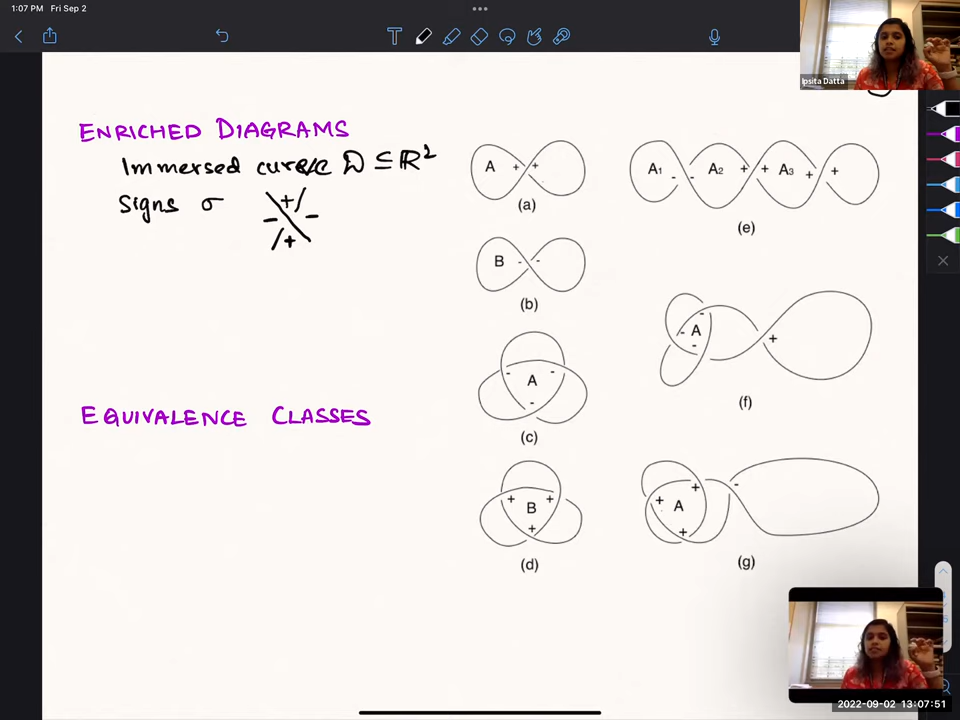 1:07 PM Fri Sep 2
Ipsita Datta
ENRICHED DIAGRAMS
Immersed curve D ⊆ ℝ²
Signs σ
+
- -
+
A + +
(a)
A1 - - A2 + + A3 + +
(e)
B - -
(b)
- A -
-
(c)
-
- A
-
+
(f)
EQUIVALENCE CLASSES
+ B +
+
(d)
+
+ A
+
-
(g)
2022-09-02 13:07:51